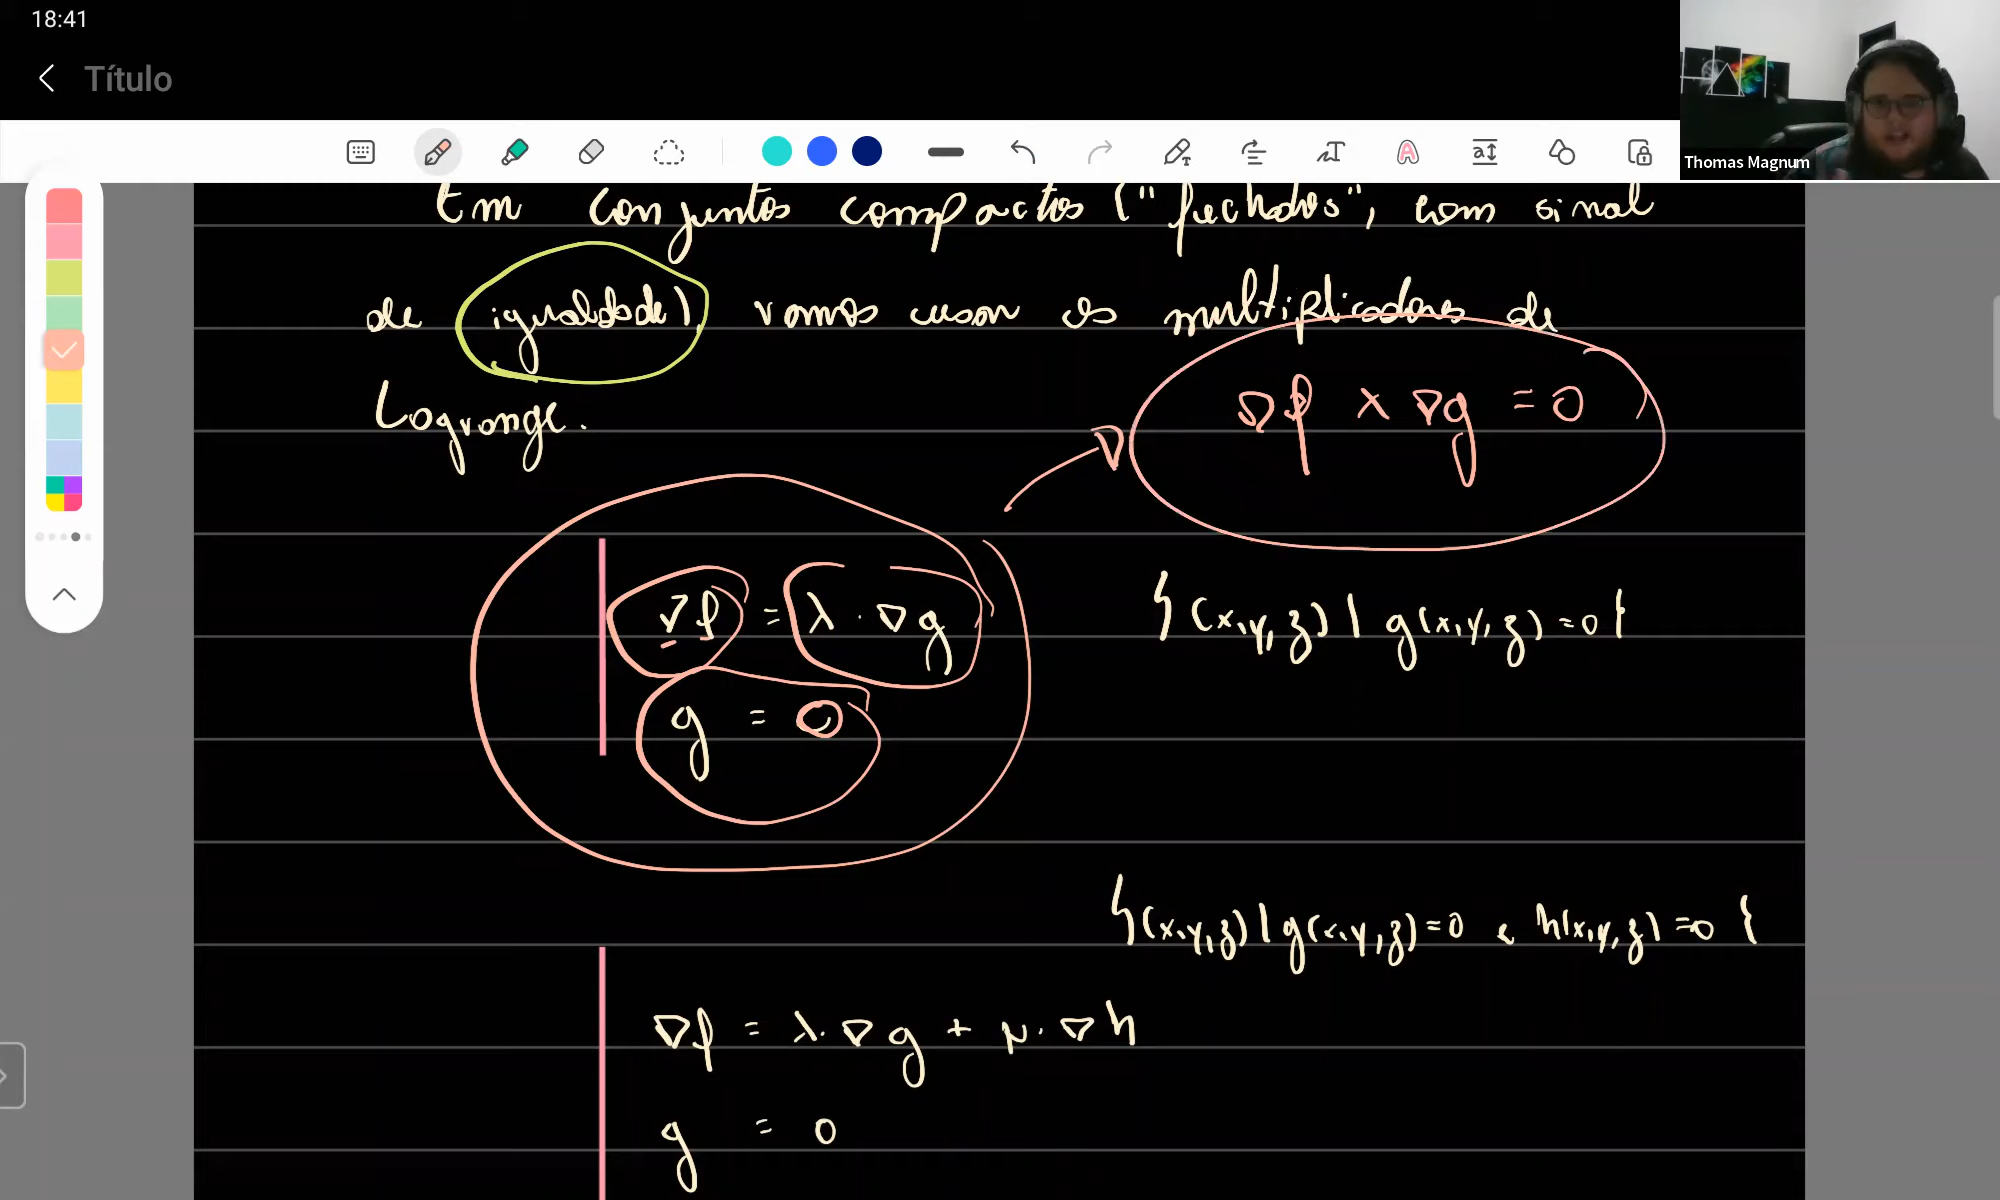 18:41
Título
Thomas Magnum
Em conjuntos compactos ("fechados", com sinal
de igualdade), vamos usar os multiplicadores de
Lagrange.
∇f × ∇g = 0
∇f = λ · ∇g
{(x,y,z) | g(x,y,z) = 0}
g = 0
{(x,y,z) | g(x,y,z) = 0 e h(x,y,z) = 0}
∇f = λ · ∇g + μ · ∇h
g = 0